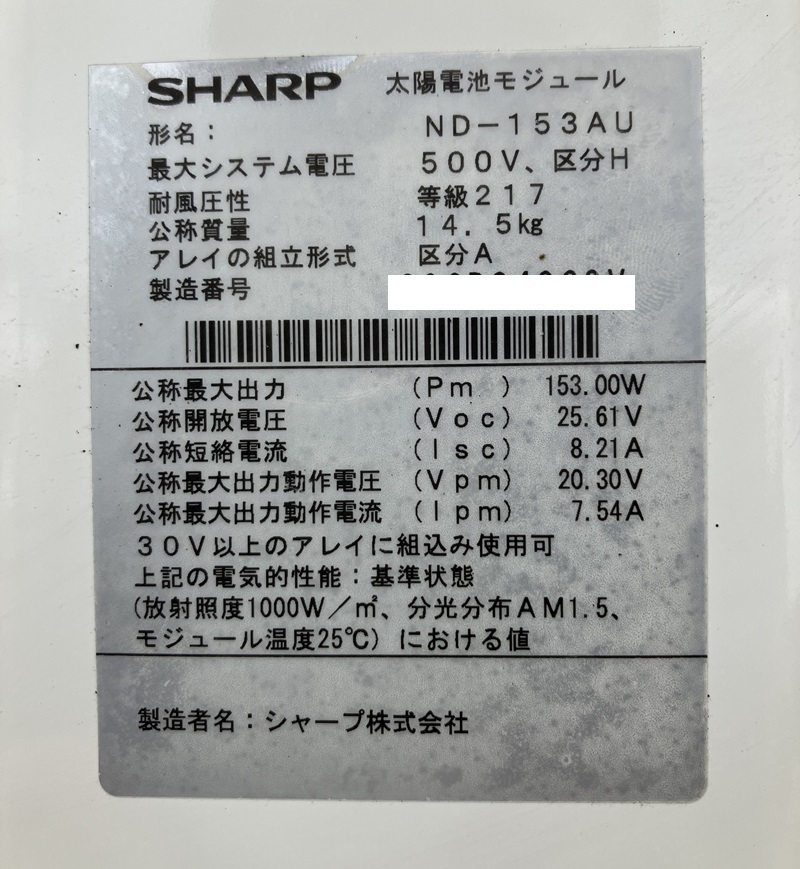 SHARP 太陽電池モジュール
形名： ND－153AU
最大システム電圧 500V、区分H
耐風圧性 等級217
公称質量 14．5kg
アレイの組立形式 区分A
製造番号
公称最大出力 （Pm ） 153.00W
公称開放電圧 （Voc） 25.61V
公称短絡電流 （Isc） 8.21A
公称最大出力動作電圧 （Vpm） 20.30V
公称最大出力動作電流 （Ipm） 7.54A
30V以上のアレイに組込み使用可
上記の電気的性能：基準状態
(放射照度1000W／㎡、分光分布AM1.5、
モジュール温度25℃) における値
製造者名：シャープ株式会社